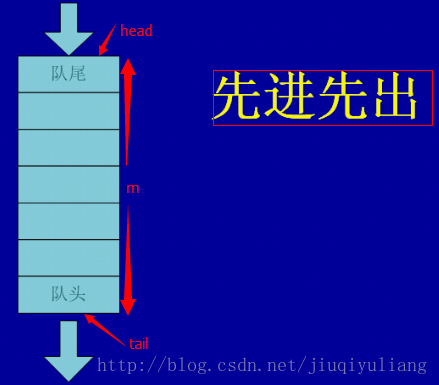 head
队尾
先进先出
m
队头
tail
http://blog.csdn.net/jiuqiyuliang